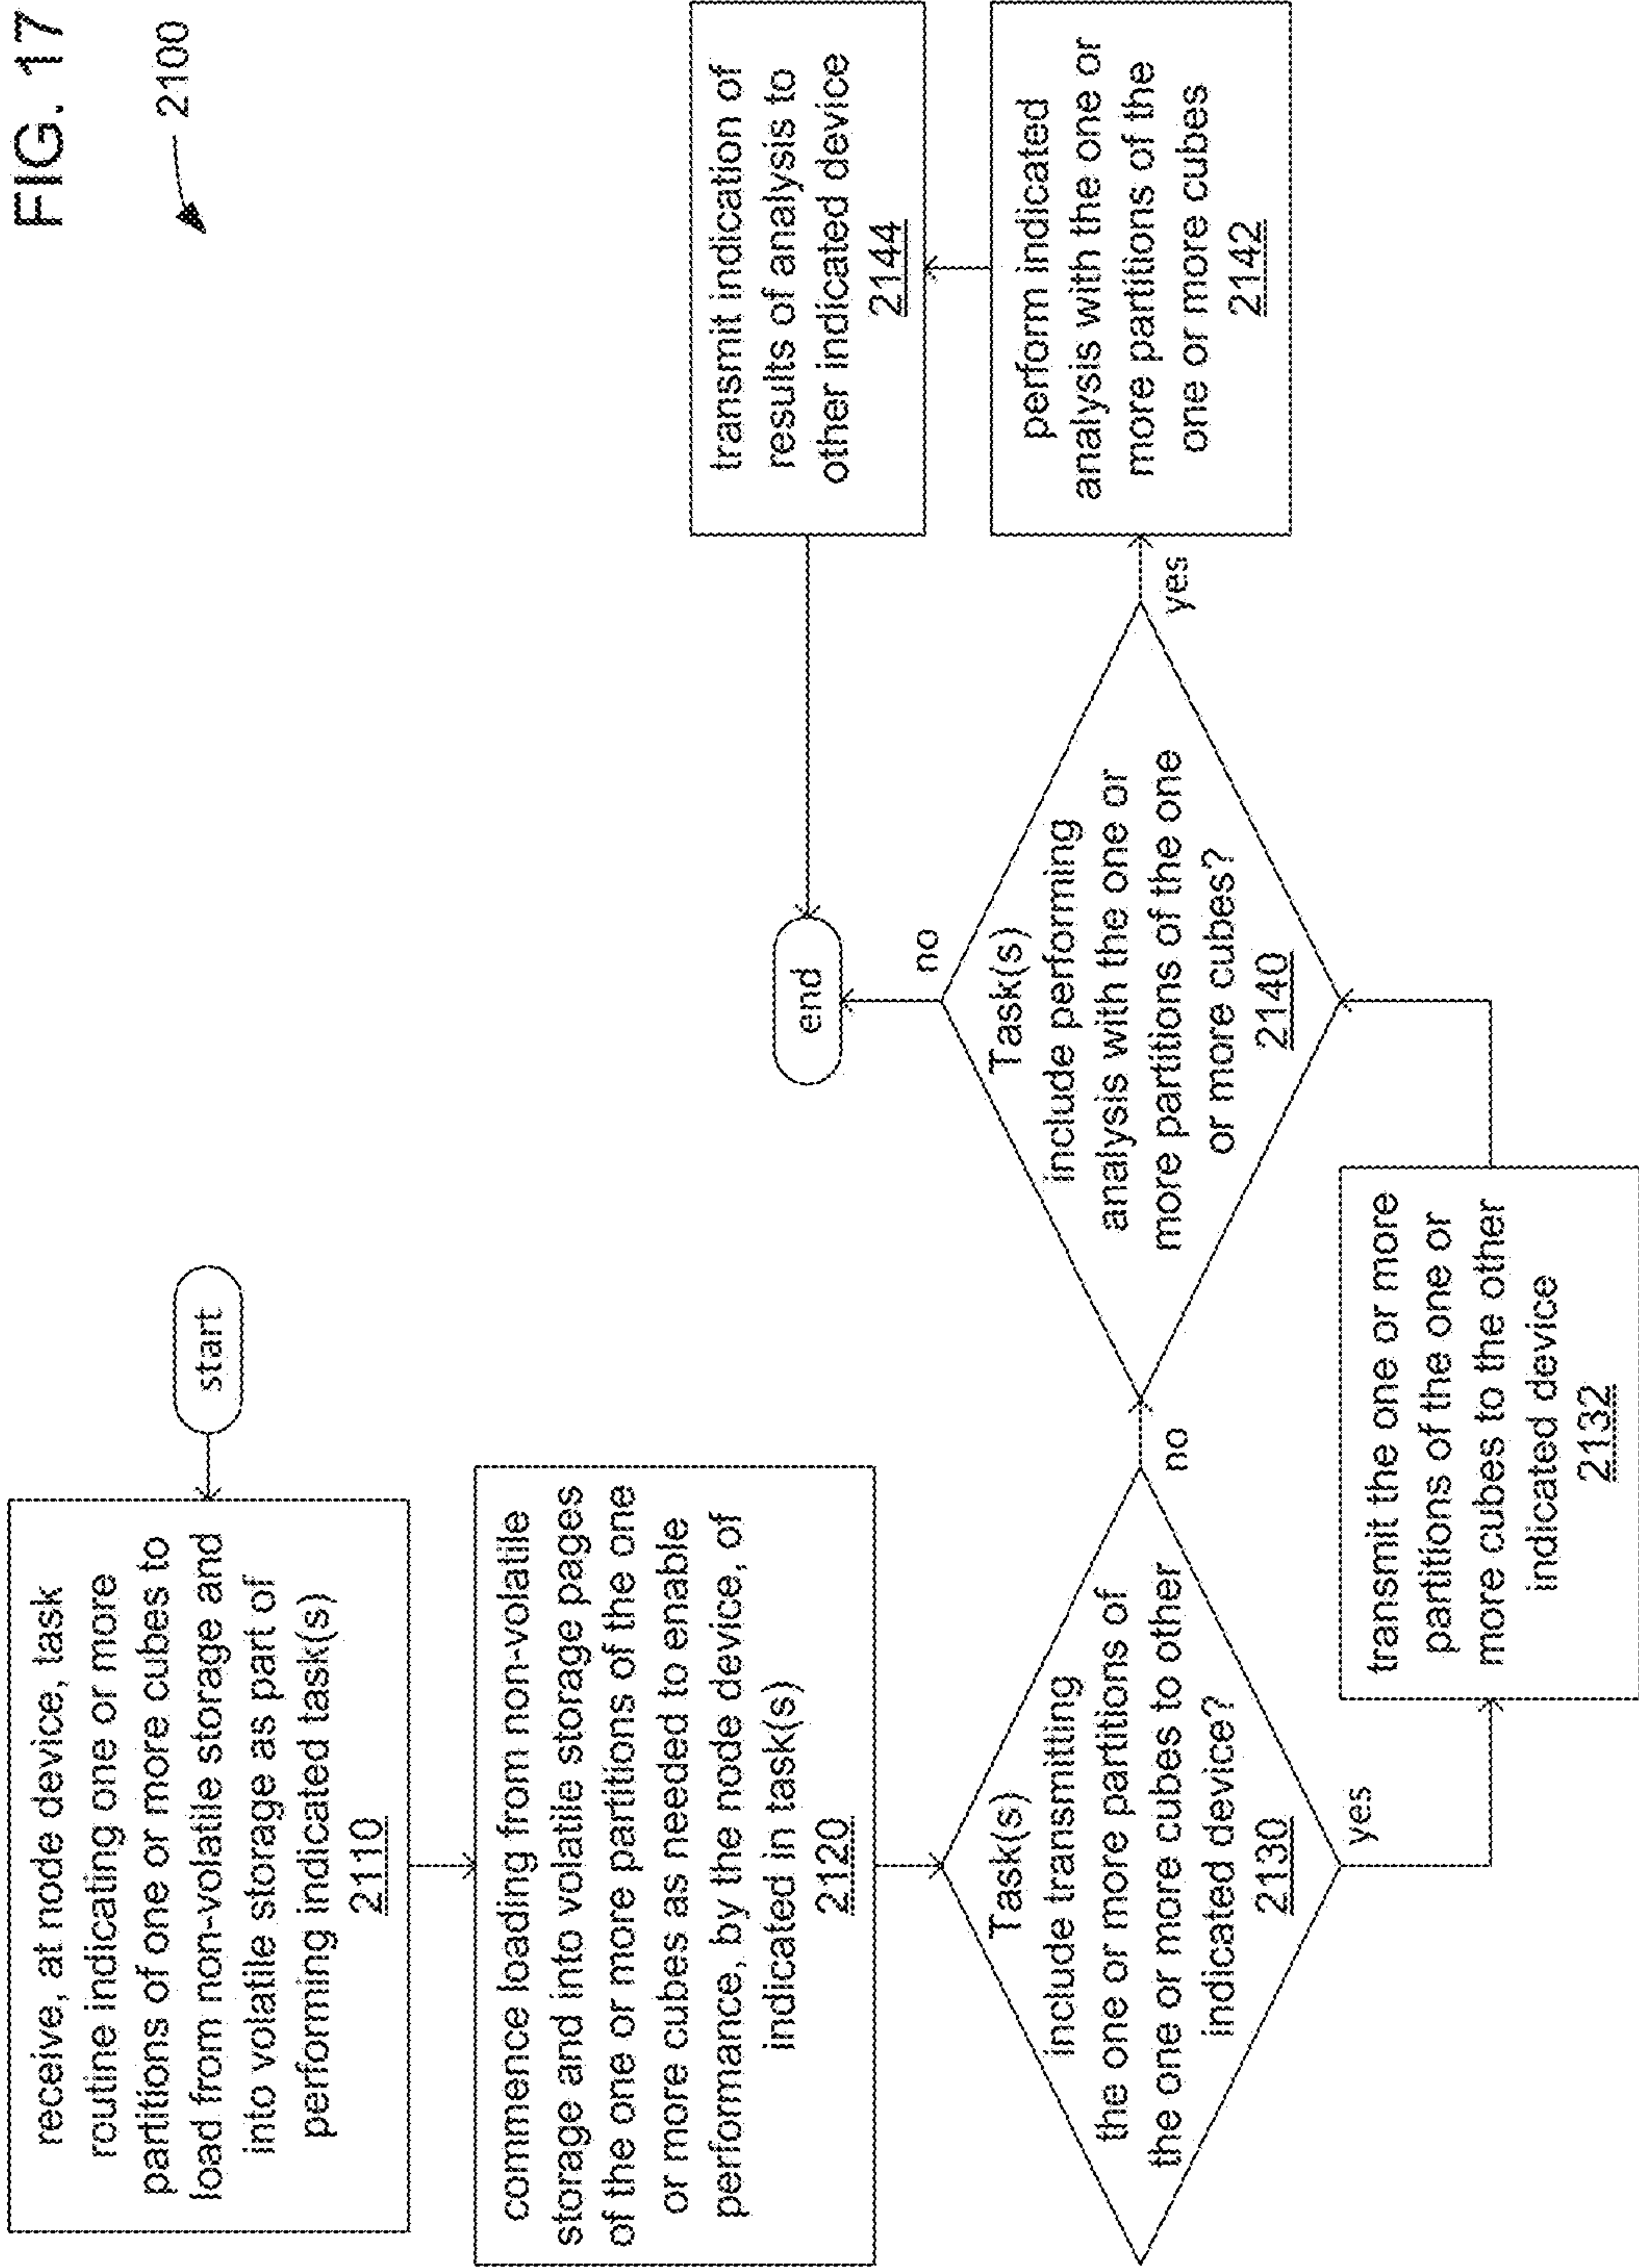 FIG. 17
2100
start
receive, at node device, task
routine indicating one or more
partitions of one or more cubes to
load from non-volatile storage and
into volatile storage as part of
performing indicated task(s)
2110
commence loading from non-volatile
storage and into volatile storage pages
of the one or more partitions of the one
or more cubes as needed to enable
performance, by the node device, of
indicated in task(s)
2120
Task(s)
include transmitting
the one or more partitions of
the one or more cubes to other
indicated device?
2130
no
yes
transmit the one or more
partitions of the one or
more cubes to the other
indicated device
2132
Task(s)
include performing
analysis with the one or
more partitions of the one
or more cubes?
2140
no
yes
end
perform indicated
analysis with the one or
more partitions of the
one or more cubes
2142
transmit indication of
results of analysis to
other indicated device
2144